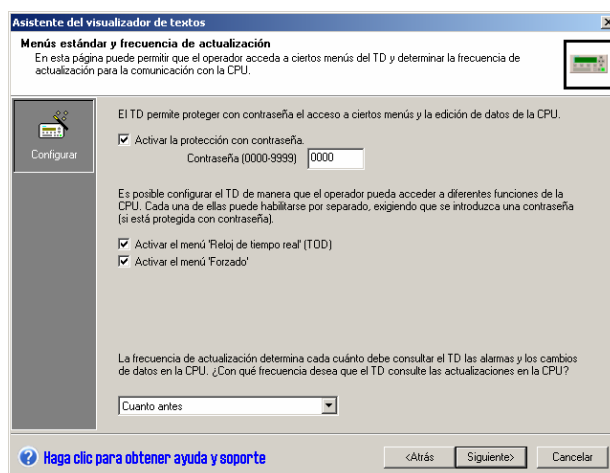 Asistente del visualizador de textos
Menús estándar y frecuencia de actualización
En esta página puede permitir que el operador acceda a ciertos menús del TD y determinar la frecuencia de
actualización para la comunicación con la CPU.
El TD permite proteger con contraseña el acceso a ciertos menús y la edición de datos de la CPU.
Configurar
Activar la protección con contraseña.
Contraseña (0000-9999) 0000
Es posible configurar el TD de manera que el operador pueda acceder a diferentes funciones de la
CPU. Cada una de ellas puede habilitarse por separado, exigiendo que se introduzca una contraseña
(si está protegida con contraseña).
Activar el menú 'Reloj de tiempo real' (TOD)
Activar el menú 'Forzado'
La frecuencia de actualización determina cada cuánto debe consultar el TD las alarmas y los cambios
de datos en la CPU. ¿Con qué frecuencia desea que el TD consulte las actualizaciones en la CPU?
Cuanto antes
Haga clic para obtener ayuda y soporte
<Atrás Siguiente> Cancelar